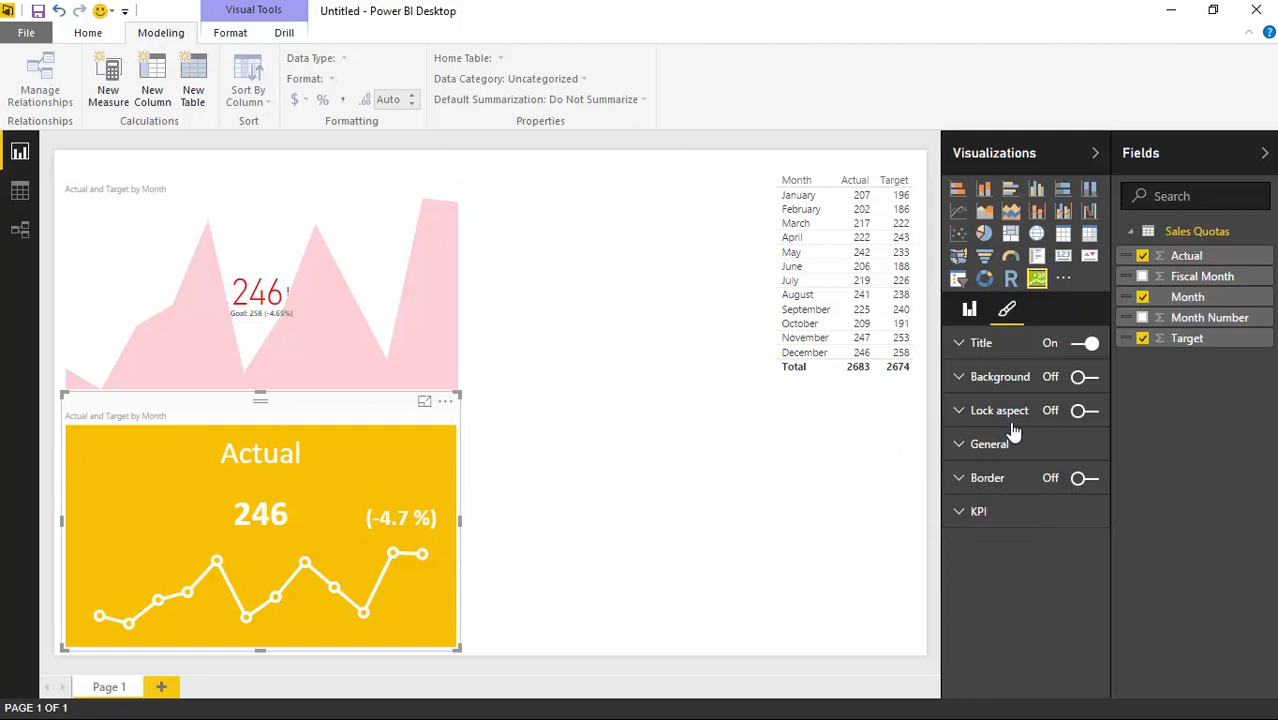 Visual Tools
Untitled - Power BI Desktop
File
Home
Modeling
Format
Drill
Manage
Relationships
Relationships
New
Measure
New
Column
New
Table
Calculations
Sort By
Column
Sort
Data Type:
Format:
$ % , Auto
Formatting
Home Table:
Data Category: Uncategorized
Default Summarization: Do Not Summarize
Properties
Actual and Target by Month
246!
Goal: 258 (-4.65%)
Month Actual Target
January 207 196
February 202 186
March 217 222
April 222 243
May 242 233
June 206 188
July 219 226
August 241 238
September 225 240
October 209 191
November 247 253
December 246 258
Total 2683 2674
Actual and Target by Month
Actual
246
(-4.7 %)
Visualizations
R
Title On
Background Off
Lock aspect Off
General
Border Off
KPI
Fields
Search
Sales Quotas
Actual
Fiscal Month
Month
Month Number
Target
Page 1
PAGE 1 OF 1